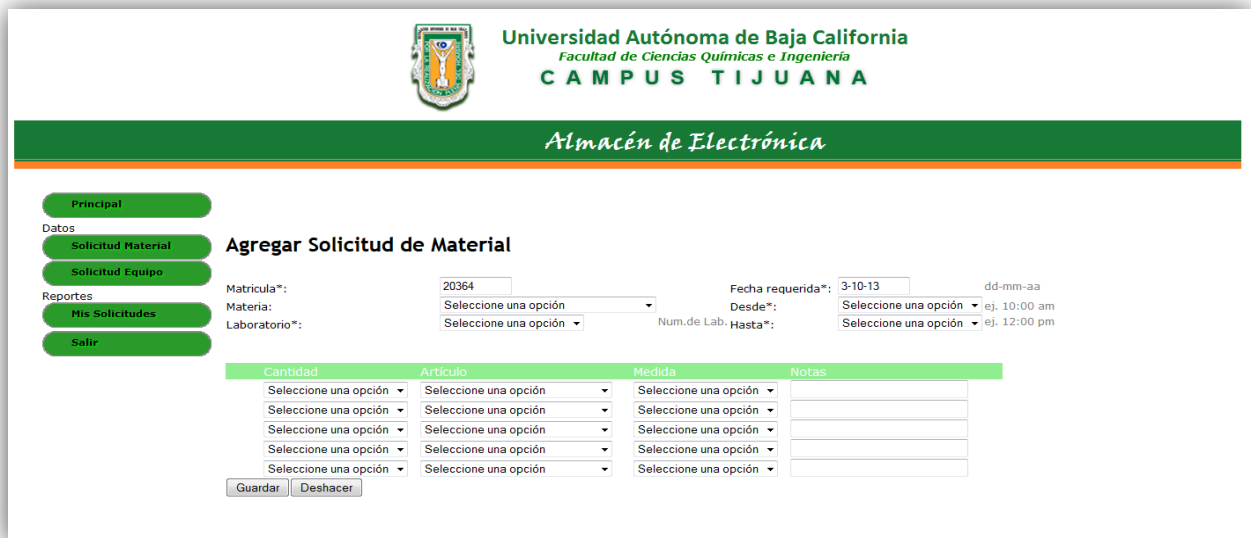 Universidad Autónoma de Baja California
Facultad de Ciencias Químicas e Ingeniería
CAMPUS TIJUANA
Almacén de Electrónica
Principal
Datos
Solicitud Material
Solicitud Equipo
Reportes
Mis Solicitudes
Salir
Agregar Solicitud de Material
Matricula*: 20364 Fecha requerida*: 3-10-13 dd-mm-aa
Materia: Seleccione una opción Desde*: Seleccione una opción ej. 10:00 am
Laboratorio*: Seleccione una opción Num.de Lab. Hasta*: Seleccione una opción ej. 12:00 pm
Cantidad Artículo Medida Notas
Seleccione una opción Seleccione una opción Seleccione una opción
Seleccione una opción Seleccione una opción Seleccione una opción
Seleccione una opción Seleccione una opción Seleccione una opción
Seleccione una opción Seleccione una opción Seleccione una opción
Seleccione una opción Seleccione una opción Seleccione una opción
Guardar Deshacer